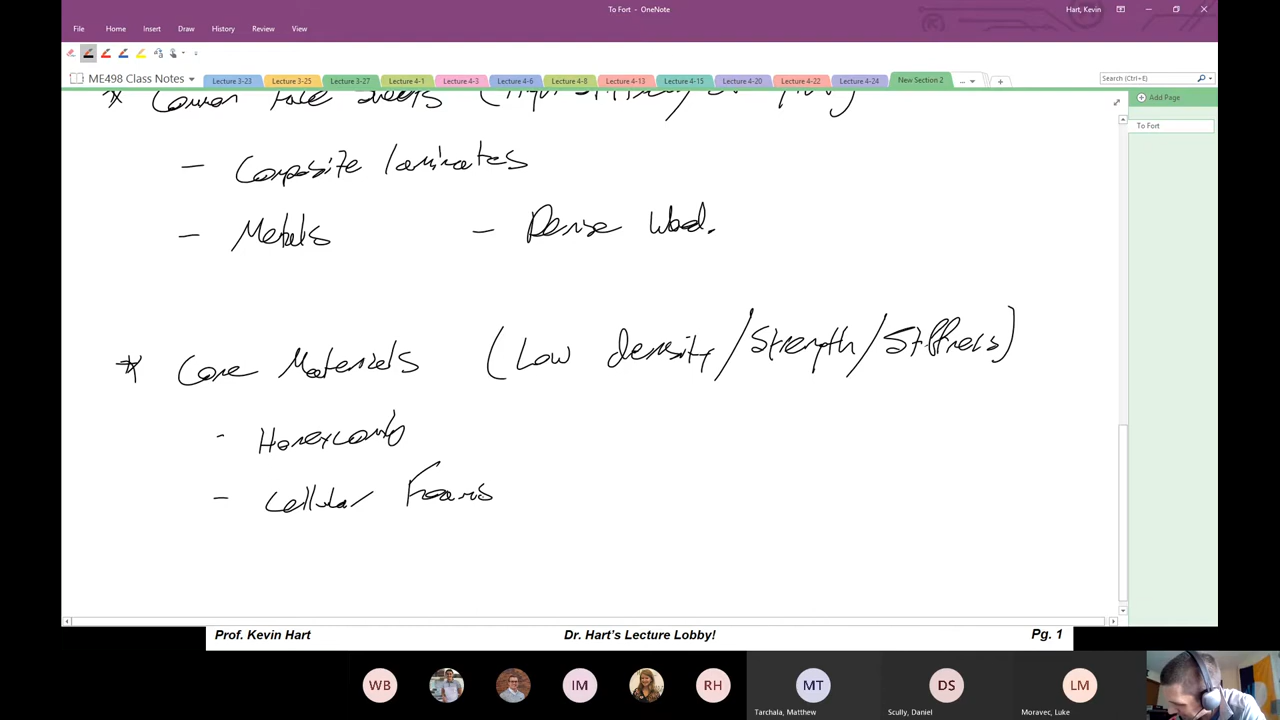 To Fort - OneNote
Hart, Kevin
File Home Insert Draw History Review View
ME498 Class Notes
Lecture 3-23 Lecture 3-25 Lecture 3-27 Lecture 4-1 Lecture 4-3 Lecture 4-6 Lecture 4-8 Lecture 4-13 Lecture 4-15 Lecture 4-20 Lecture 4-22 Lecture 4-24 New Section 2 ...
Search (Ctrl+E)
Add Page
To Fort
* Common face sheets (High
- Composite laminates
- Metals - Dense Wood.
* Core Materials (Low density/Strength/Stiffness)
- Honeycomb
- Cellular Foams
Prof. Kevin Hart Dr. Hart's Lecture Lobby! Pg. 1
WB IM RH MT DS LM
Tarchala, Matthew Scully, Daniel Moravec, Luke